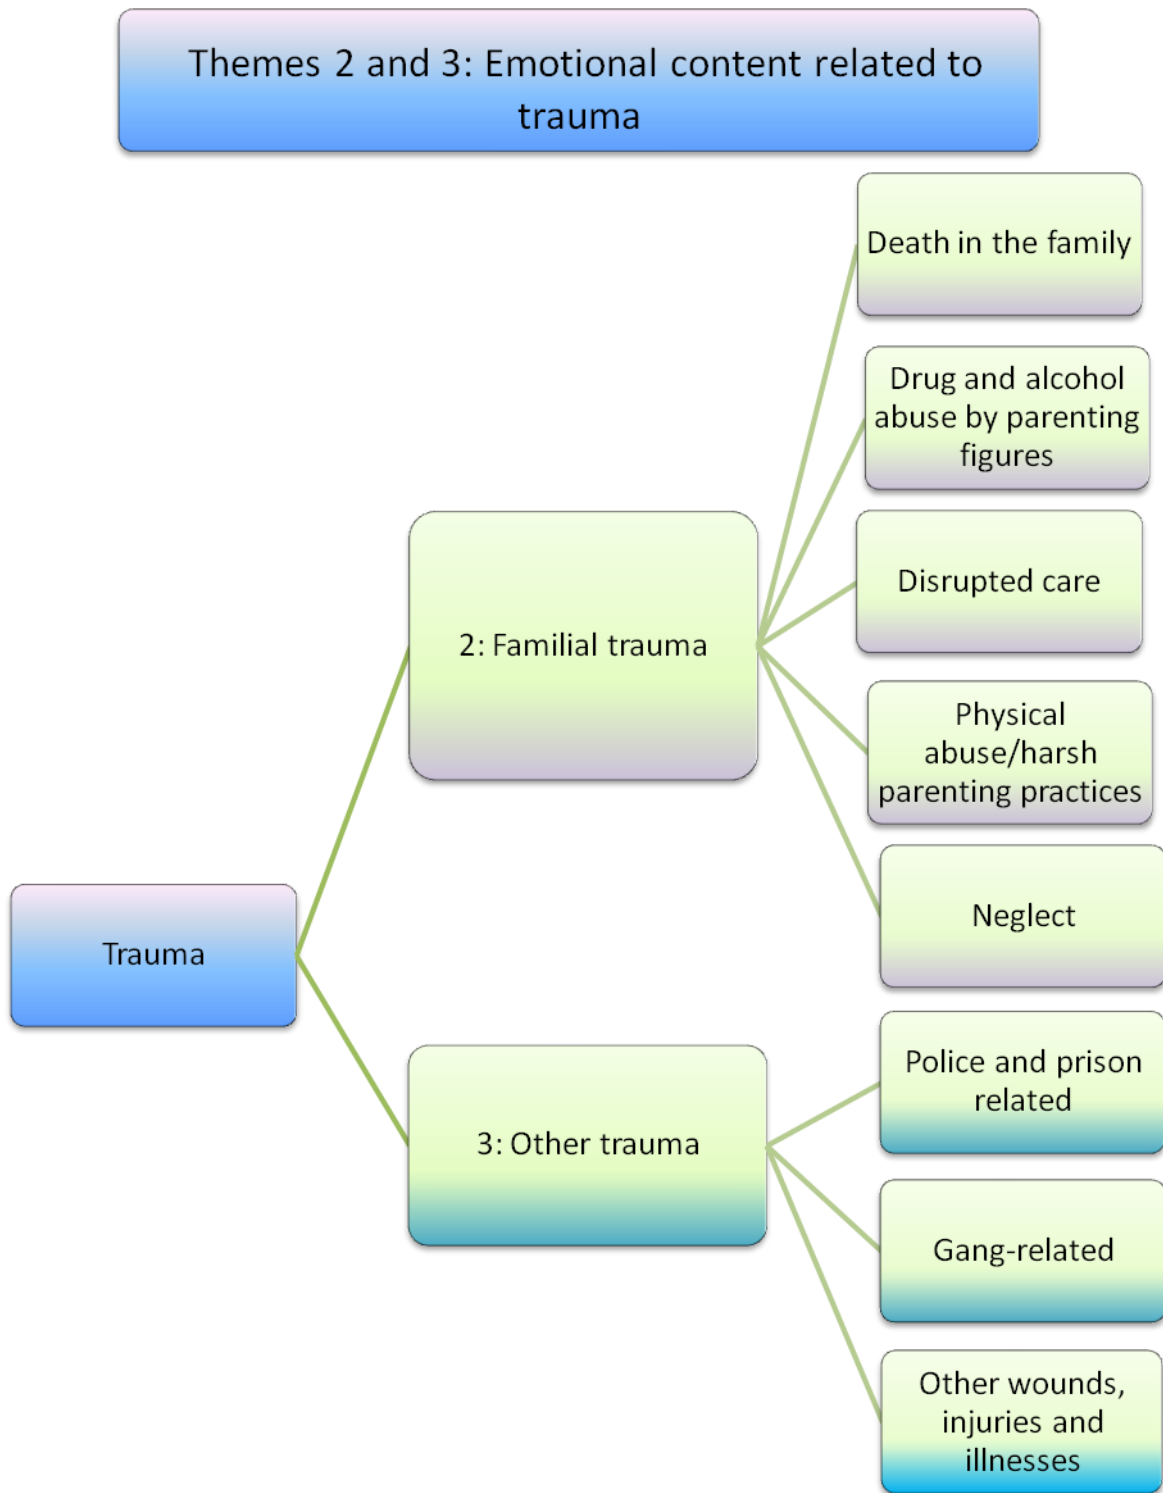 Themes 2 and 3: Emotional content related to
trauma
Death in the family
Drug and alcohol
abuse by parenting
figures
Disrupted care
2: Familial trauma
Physical
abuse/harsh
parenting practices
Neglect
Trauma
Police and prison
related
3: Other trauma
Gang-related
Other wounds,
injuries and
illnesses